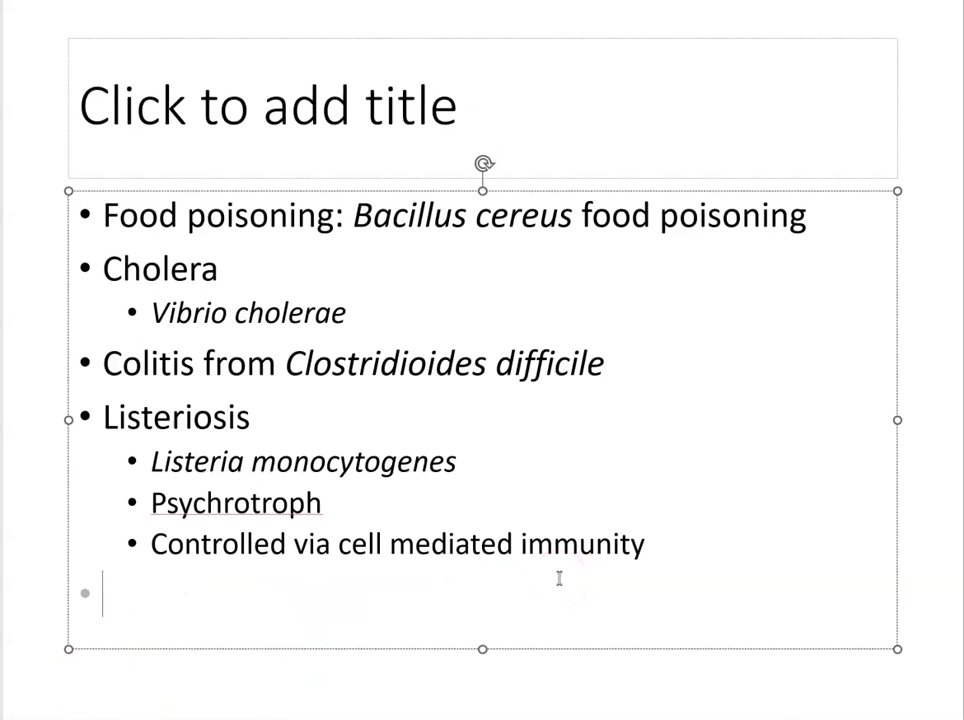 Click to add title
• Food poisoning: Bacillus cereus food poisoning
• Cholera
• Vibrio cholerae
• Colitis from Clostridioides difficile
• Listeriosis
• Listeria monocytogenes
• Psychrotroph
• Controlled via cell mediated immunity